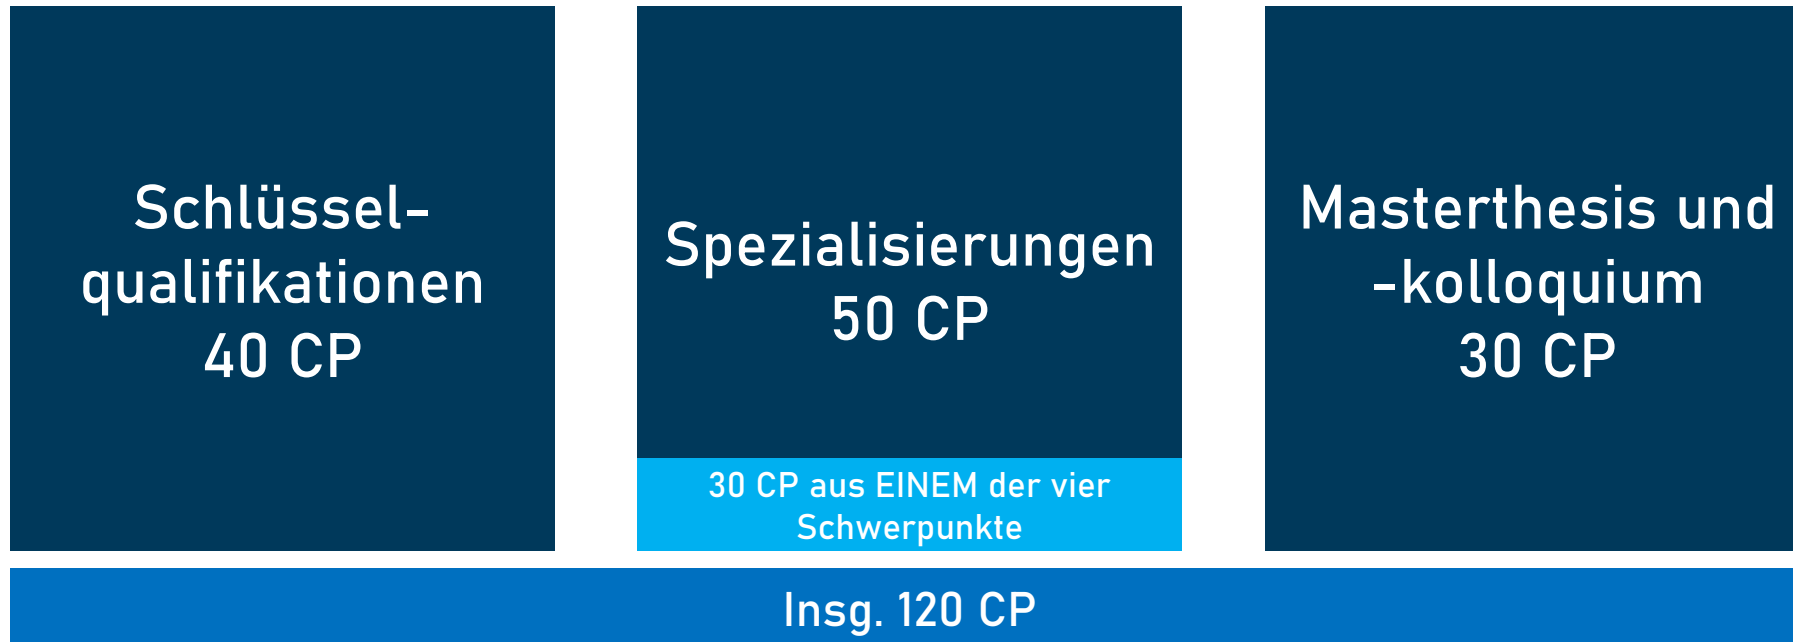 Schlüssel-
qualifikationen
40 CP
Spezialisierungen
50 CP
30 CP aus EINEM der vier
Schwerpunkte
Masterthesis und
-kolloquium
30 CP
Insg. 120 CP